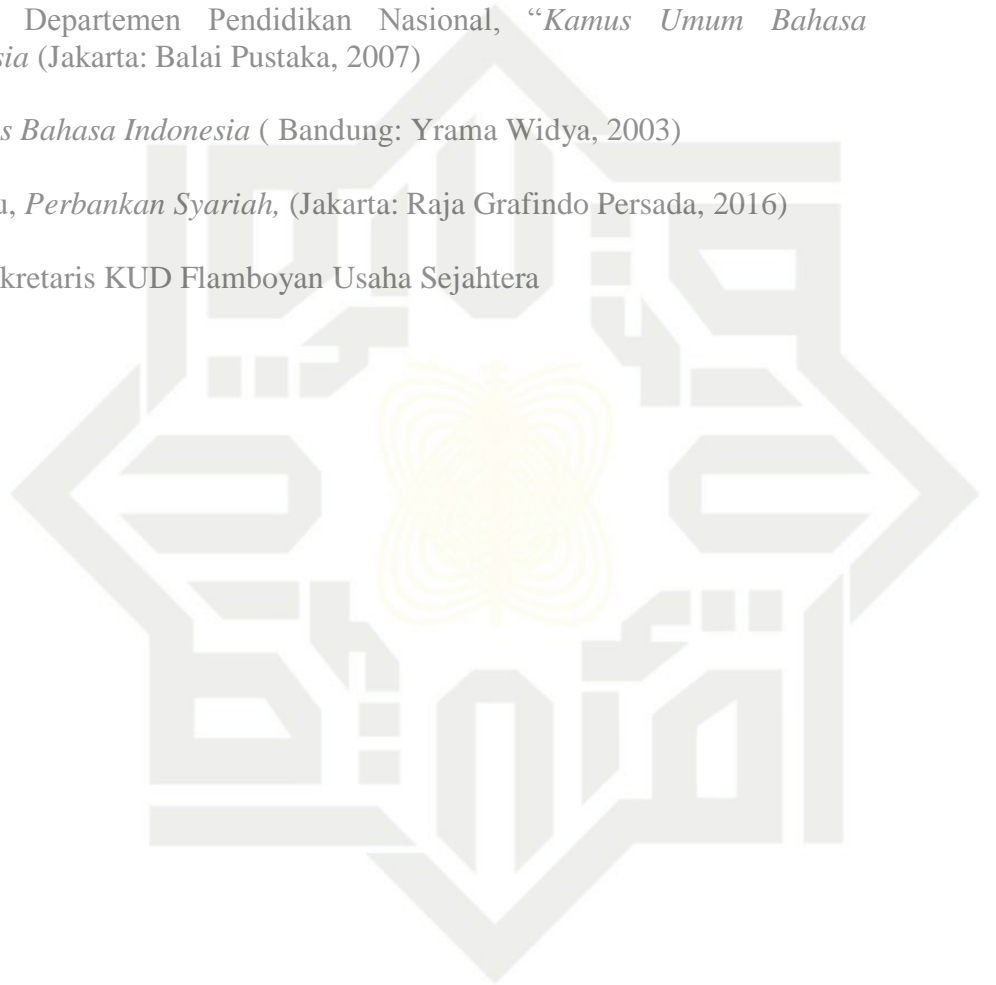 Departemen Pendidikan Nasional, “Kamus Umum Bahasa
sia (Jakarta: Balai Pustaka, 2007)
s Bahasa Indonesia ( Bandung: Yrama Widya, 2003)
u, Perbankan Syariah, (Jakarta: Raja Grafindo Persada, 2016)
kretaris KUD Flamboyan Usaha Sejahtera